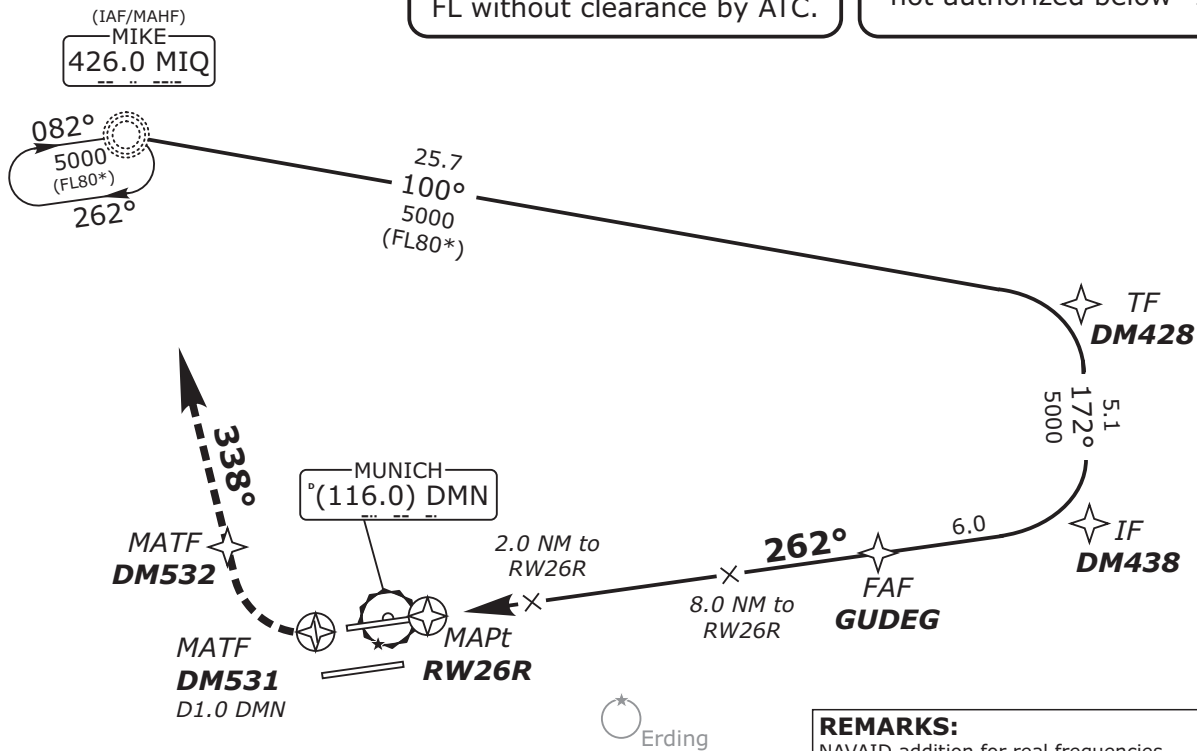 FL without clearance by ATC.
not authorized below
(IAF/MAHF)
MIKE
426.0 MIQ
082°
5000
(FL80*)
262°
25.7
100°
5000
(FL80*)
TF
DM428
5.1
172°
5000
338°
MUNICH
D(116.0) DMN
MATF
DM532
2.0 NM to
RW26R
262°
6.0
IF
DM438
8.0 NM to
RW26R
FAF
GUDEG
MAPt
RW26R
MATF
DM531
D1.0 DMN
Erding
REMARKS:
NAVAID addition for real frequencies